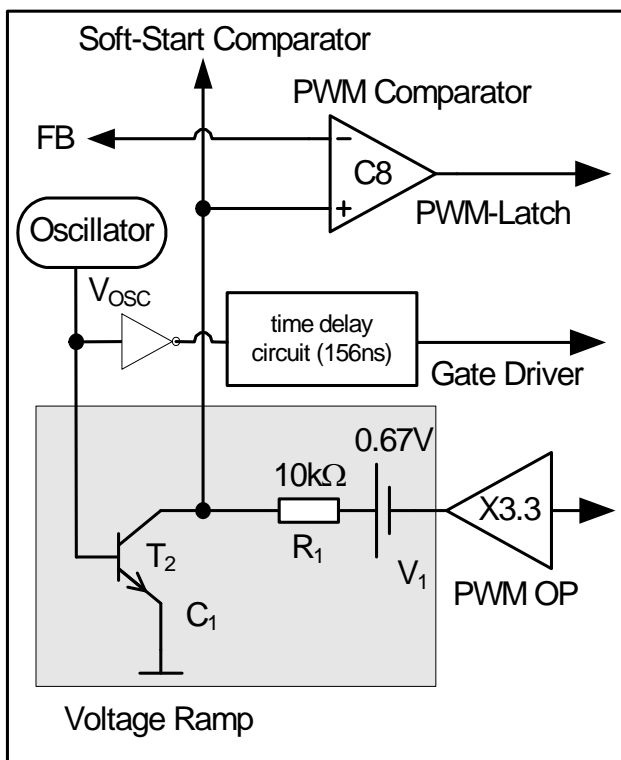 Soft-Start Comparator
PWM Comparator
FB
C8
PWM-Latch
Oscillator
VOSC
time delay
circuit (156ns)
Gate Driver
0.67V
10kΩ
X3.3
T2
R1
V1
PWM OP
C1
Voltage Ramp